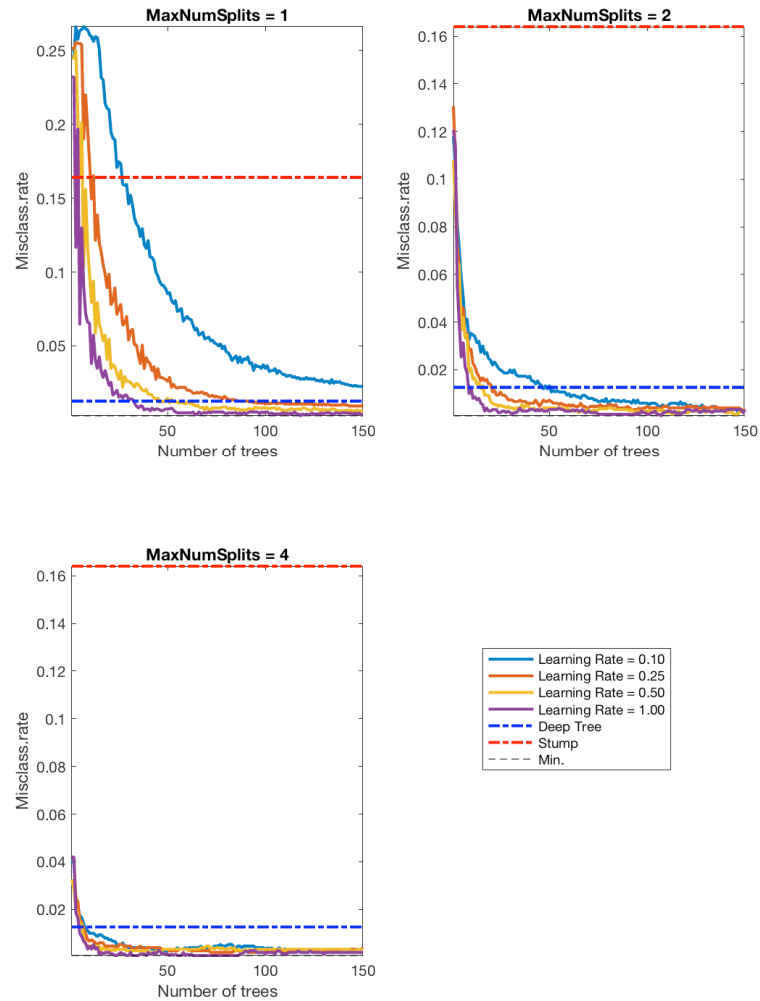 MaxNumSplits = 1
0.25
0.2
0.15
0.1
0.05
Misclass.rate
50
100
150
Number of trees
MaxNumSplits = 2
0.16
0.14
0.12
0.1
0.08
0.06
0.04
0.02
Misclass.rate
50
100
150
Number of trees
MaxNumSplits = 4
0.16
0.14
0.12
0.1
0.08
0.06
0.04
0.02
Misclass.rate
50
100
150
Number of trees
Learning Rate = 0.10
Learning Rate = 0.25
Learning Rate = 0.50
Learning Rate = 1.00
Deep Tree
Stump
Min.